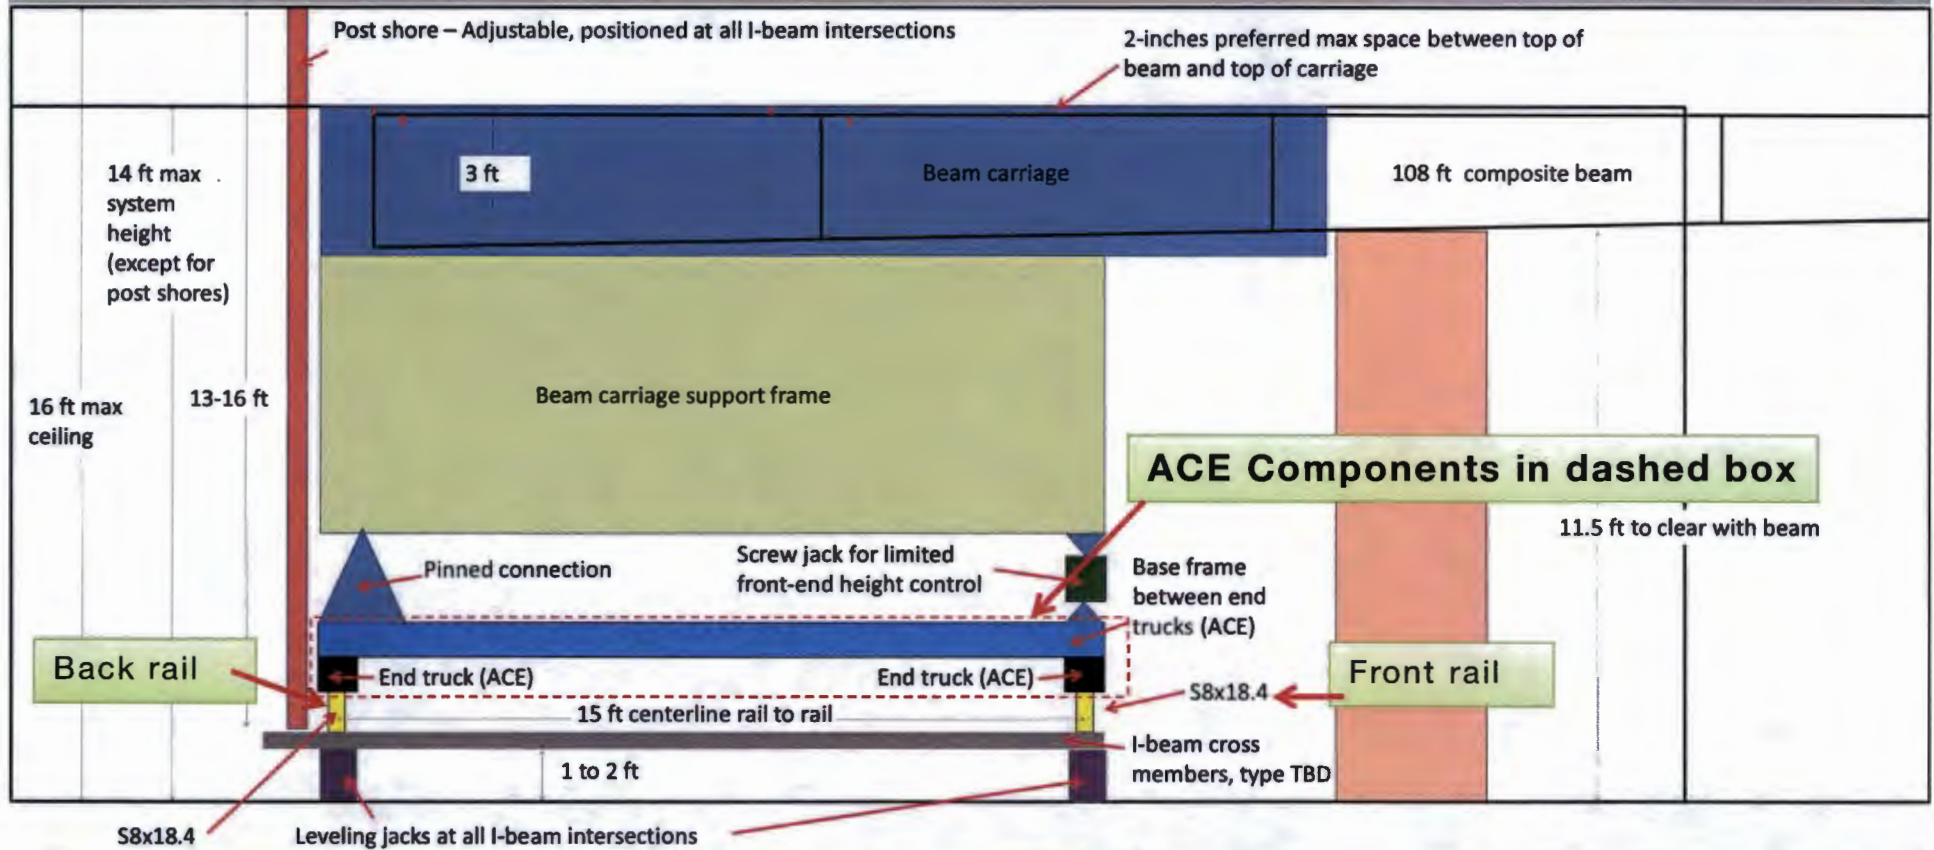 Post shore – Adjustable, positioned at all I-beam intersections
2-inches preferred max space between top of
beam and top of carriage
14 ft max
system
height
(except for
post shores)
3 ft
Beam carriage
108 ft composite beam
16 ft max
ceiling
13-16 ft
Beam carriage support frame
ACE Components in dashed box
11.5 ft to clear with beam
Pinned connection
Screw jack for limited
front-end height control
Base frame
between end
trucks (ACE)
Back rail
End truck (ACE)
End truck (ACE)
Front rail
S8x18.4
15 ft centerline rail to rail
I-beam cross
members, type TBD
1 to 2 ft
S8x18.4
Leveling jacks at all I-beam intersections